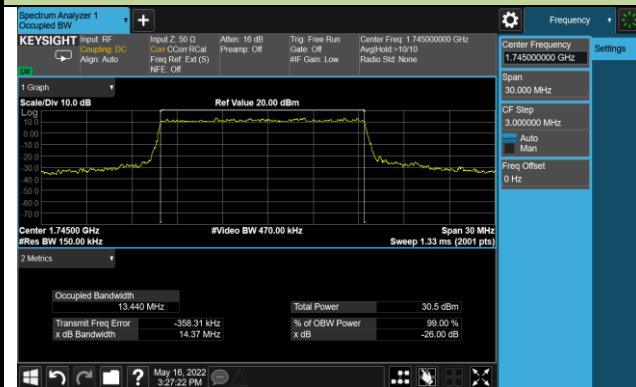 Spectrum Analyzer 1
Occupied BW
Frequency
KEYSIGHT
Input: RF
Coupling: DC
Align: Auto
Input Z: 50 Ω
Corr CCorr RCal
Freq Ref: Ext (S)
NFE: Off
Atten: 16 dB
Preamp: Off
Trig: Free Run
Gate: Off
#IF Gain: Low
Center Freq: 1.745000000 GHz
Avg|Hold:>10/10
Radio Std: None
Center Frequency
1.745000000 GHz
Settings
Span
30.000 MHz
CF Step
3.000000 MHz
Auto
Man
Freq Offset
0 Hz
1 Graph
Scale/Div 10.0 dB
Ref Value 20.00 dBm
Log
10.0
0.00
-10.0
-20.0
-30.0
-40.0
-50.0
-60.0
-70.0
Center 1.74500 GHz
#Video BW 470.00 kHz
Span 30 MHz
#Res BW 150.00 kHz
Sweep 1.33 ms (2001 pts)
2 Metrics
Occupied Bandwidth
13.440 MHz
Total Power 30.5 dBm
Transmit Freq Error -358.31 kHz
% of OBW Power 99.00 %
x dB Bandwidth 14.37 MHz
x dB -26.00 dB
?
May 16, 2022
3:27:22 PM